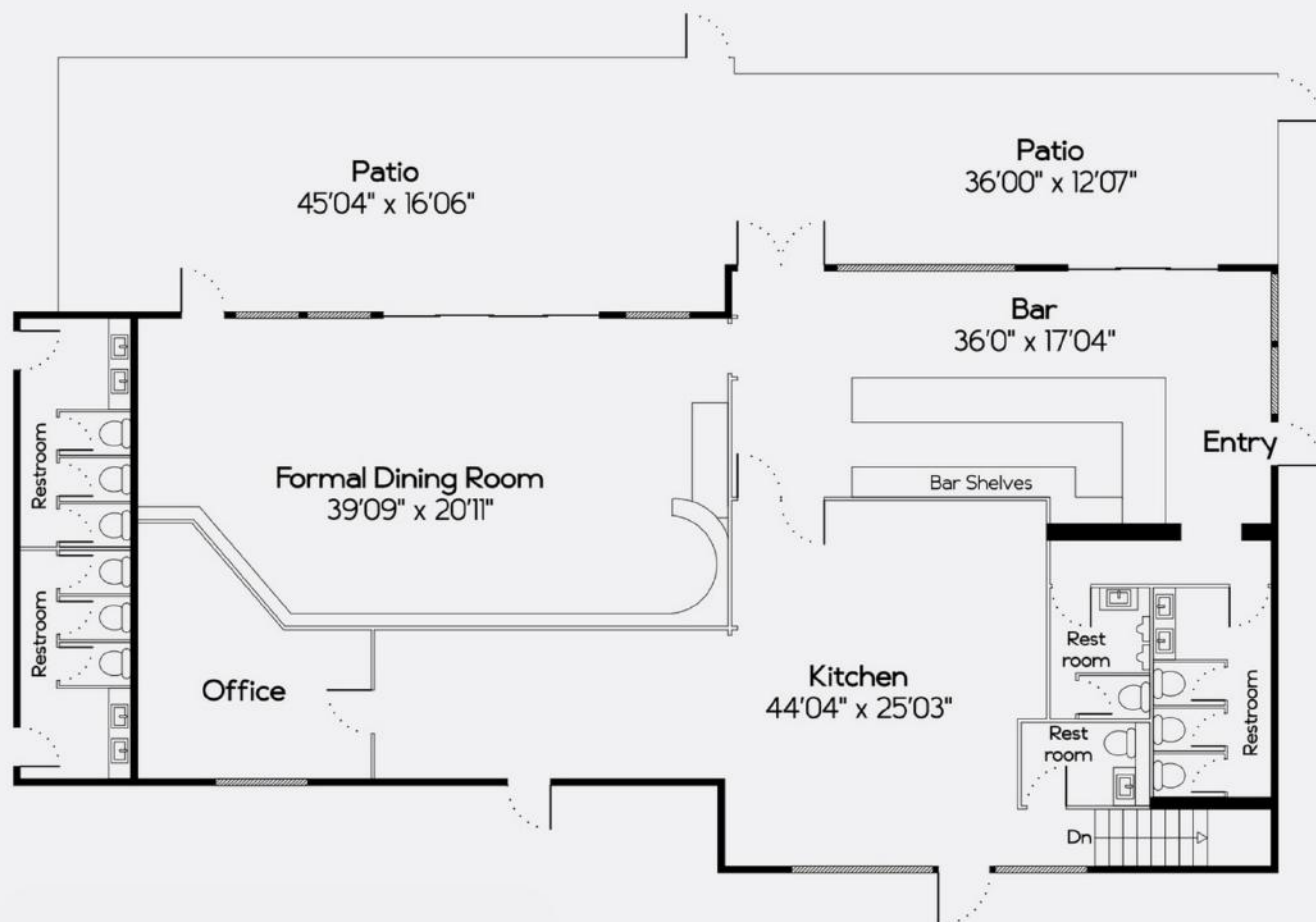 Patio
45'04" x 16'06"
Patio
36'00" x 12'07"
Bar
36'0" x 17'04"
Entry
Bar Shelves
Formal Dining Room
39'09" x 20'11"
Restroom
Restroom
Office
Kitchen
44'04" x 25'03"
Rest
room
Rest
room
Restroom
Dn